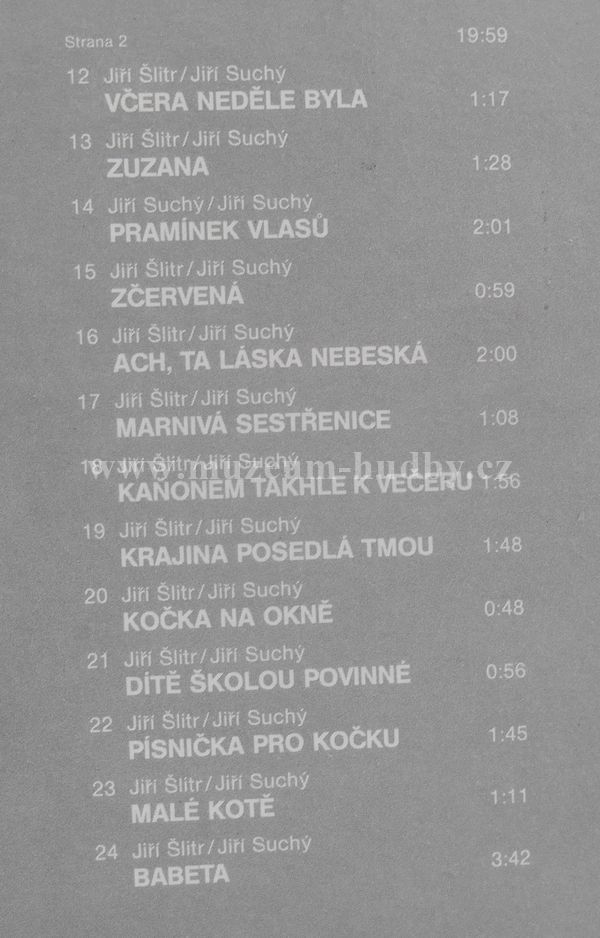 Strana 2 19:59
12 Jiří Šlitr/Jiří Suchý
VČERA NEDĚLE BYLA 1:17
13 Jiří Šlitr/Jiří Suchý
ZUZANA 1:28
14 Jiří Suchý/Jiří Suchý
PRAMÍNEK VLASŮ 2:01
15 Jiří Šlitr/Jiří Suchý
ZČERVENÁ 0:59
16 Jiří Šlitr/Jiří Suchý
ACH, TA LÁSKA NEBESKÁ 2:00
17 Jiří Šlitr/Jiří Suchý
MARNIVÁ SESTŘENICE 1:08
18 Jiří Šlitr/Jiří Suchý
www.muzeum-hudby.cz
KÁNONEM TAKHLE K VEČERU 1:56
19 Jiří Šlitr/Jiří Suchý
KRAJINA POSEDLÁ TMOU 1:48
20 Jiří Šlitr/Jiří Suchý
KOČKA NA OKNĚ 0:48
21 Jiří Šlitr/Jiří Suchý
DÍTĚ ŠKOLOU POVINNÉ 0:56
22 Jiří Šlitr/Jiří Suchý
PÍSNIČKA PRO KOČKU 1:45
23 Jiří Šlitr/Jiří Suchý
MALÉ KOTĚ 1:11
24 Jiří Šlitr/Jiří Suchý
BABETA 3:42